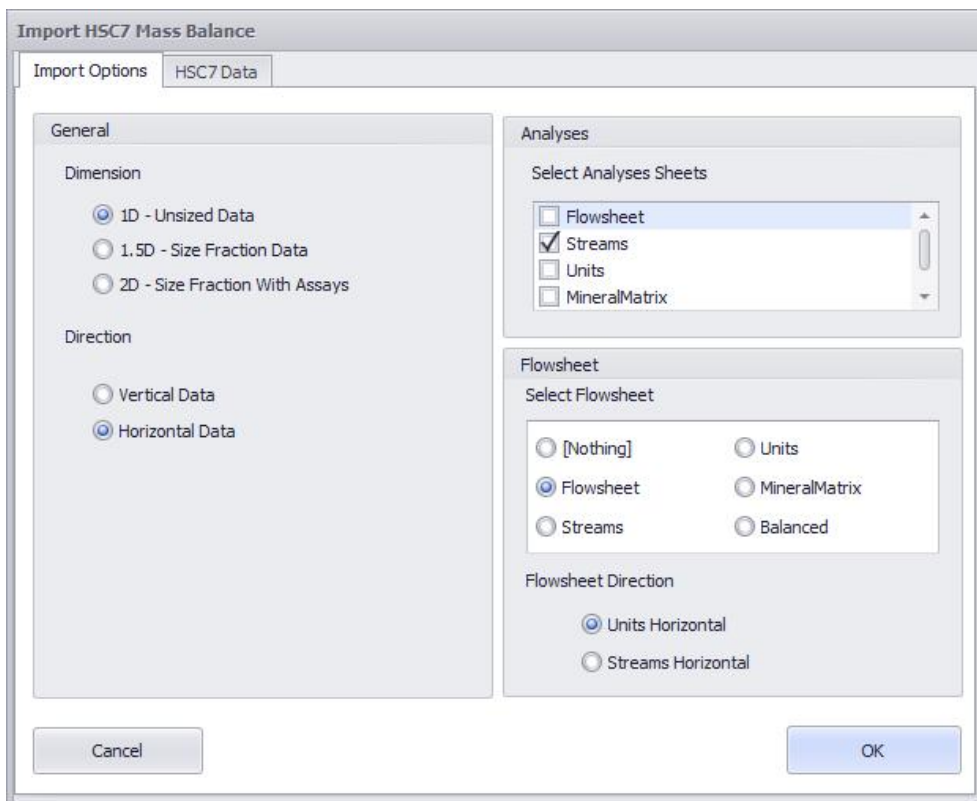 Import HSC7 Mass Balance
Import Options
HSC7 Data
General
Dimension
1D - Unsized Data
1.5D - Size Fraction Data
2D - Size Fraction With Assays
Direction
Vertical Data
Horizontal Data
Analyses
Select Analyses Sheets
Flowsheet
Streams
Units
MineralMatrix
Flowsheet
Select Flowsheet
[Nothing]
Units
Flowsheet
MineralMatrix
Streams
Balanced
Flowsheet Direction
Units Horizontal
Streams Horizontal
Cancel
OK